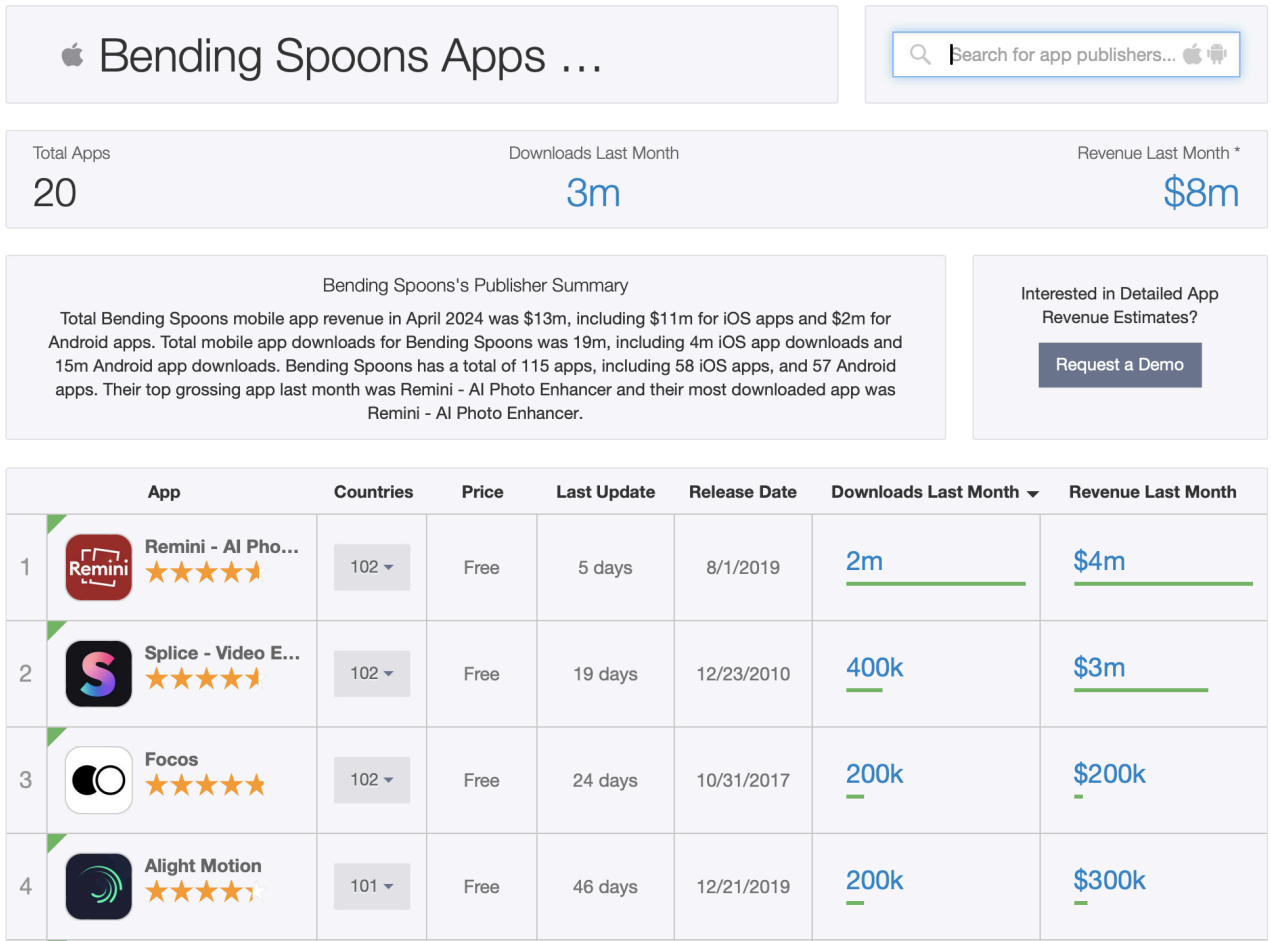 Bending Spoons Apps ...
Search for app publishers...
Total Apps
Downloads Last Month
Revenue Last Month *
20
3m
$8m
Bending Spoons's Publisher Summary
Total Bending Spoons mobile app revenue in April 2024 was $13m, including $11m for iOS apps and $2m for
Android apps. Total mobile app downloads for Bending Spoons was 19m, including 4m iOS app downloads and
15m Android app downloads. Bending Spoons has a total of 115 apps, including 58 iOS apps, and 57 Android
apps. Their top grossing app last month was Remini - AI Photo Enhancer and their most downloaded app was
Remini - AI Photo Enhancer.
Interested in Detailed App
Revenue Estimates?
Request a Demo
App Countries Price Last Update Release Date Downloads Last Month Revenue Last Month
1 Remini Remini - AI Pho... 102 Free 5 days 8/1/2019 2m $4m
2 Splice - Video E... 102 Free 19 days 12/23/2010 400k $3m
3 Focos 102 Free 24 days 10/31/2017 200k $200k
4 Alight Motion 101 Free 46 days 12/21/2019 200k $300k